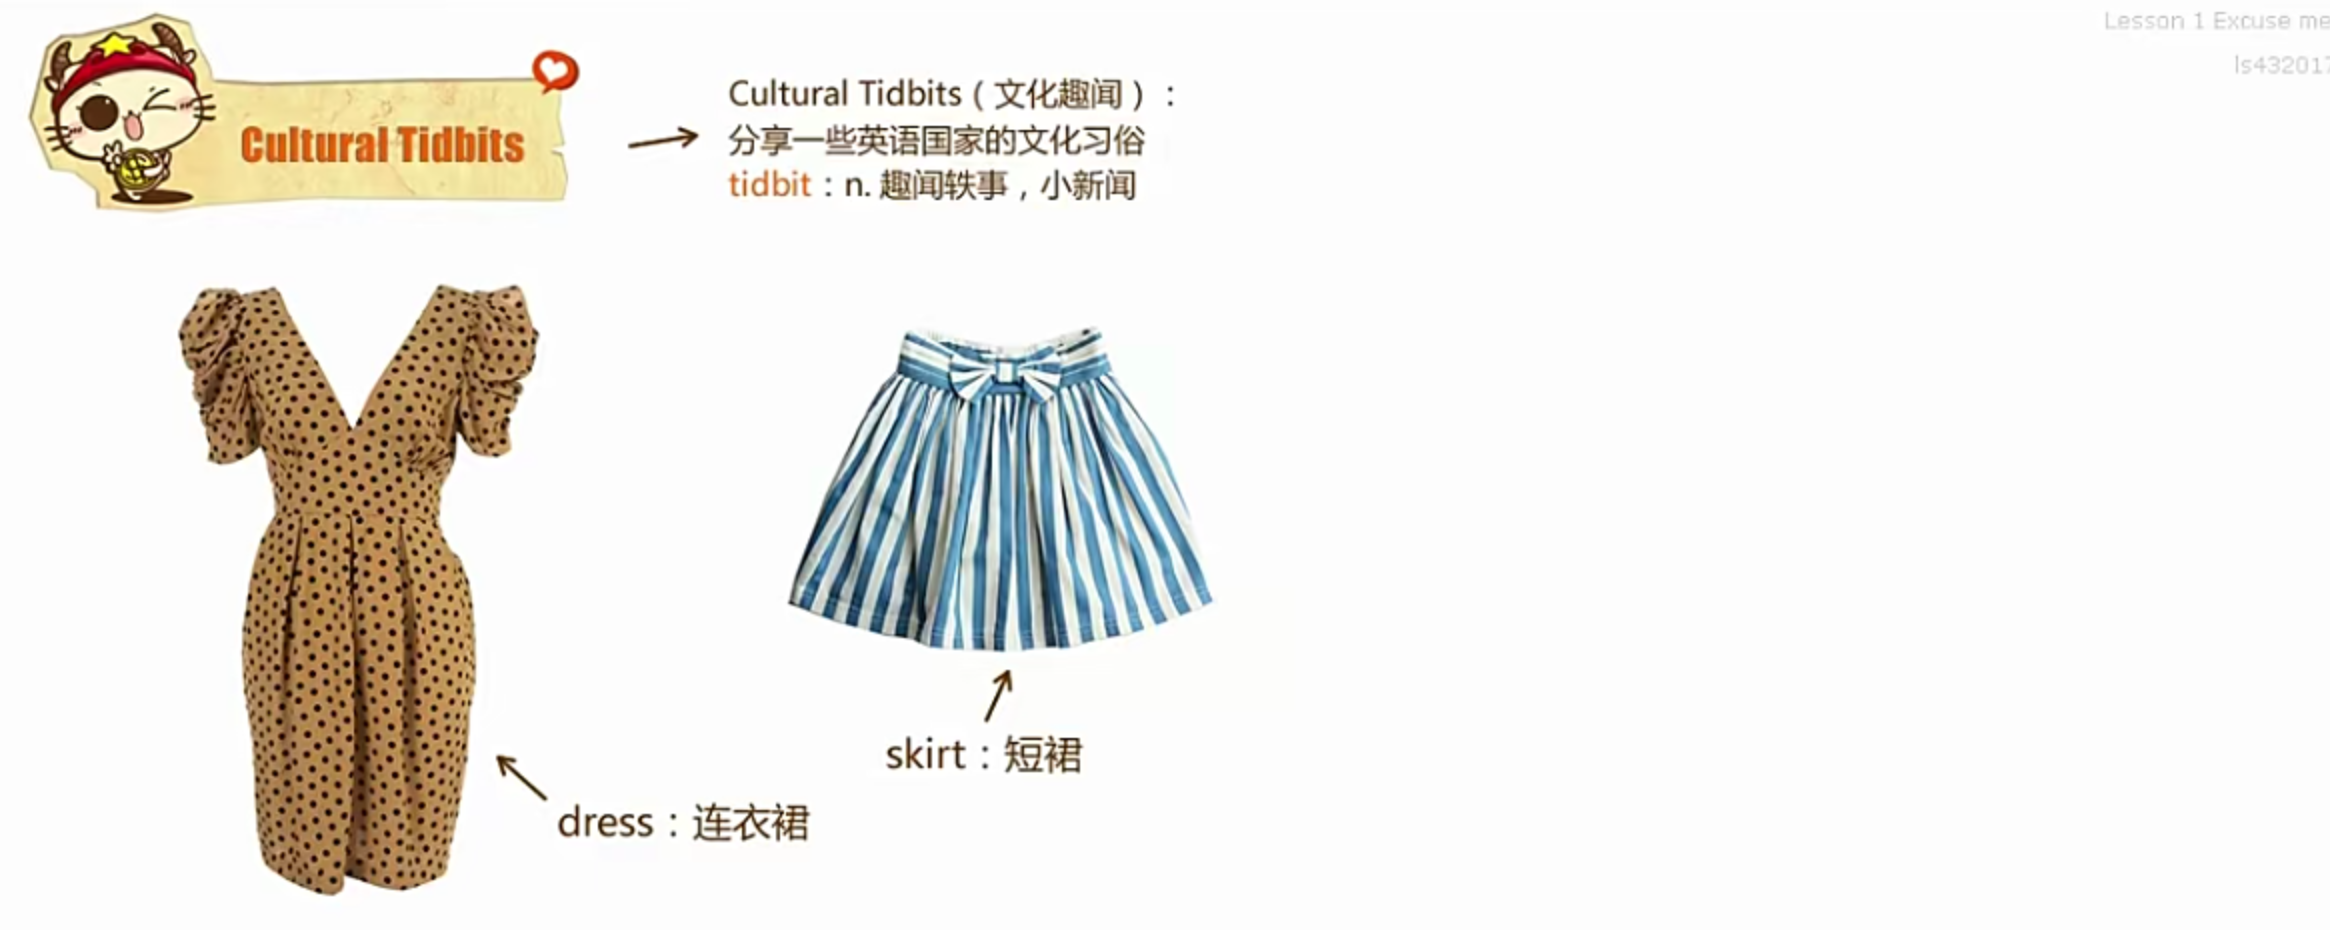 Lesson 1 Excuse me
ls432017
Cultural Tidbits
Cultural Tidbits（文化趣闻）：
分享一些英语国家的文化习俗
tidbit：n. 趣闻轶事，小新闻
skirt：短裙
dress：连衣裙